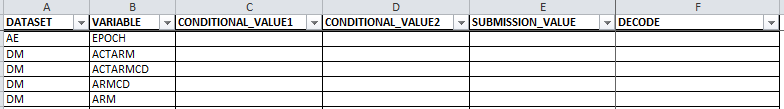 A B C D E F
DATASET VARIABLE CONDITIONAL_VALUE1 CONDITIONAL_VALUE2 SUBMISSION_VALUE DECODE
AE EPOCH
DM ACTARM
DM ACTARMCD
DM ARMCD
DM ARM